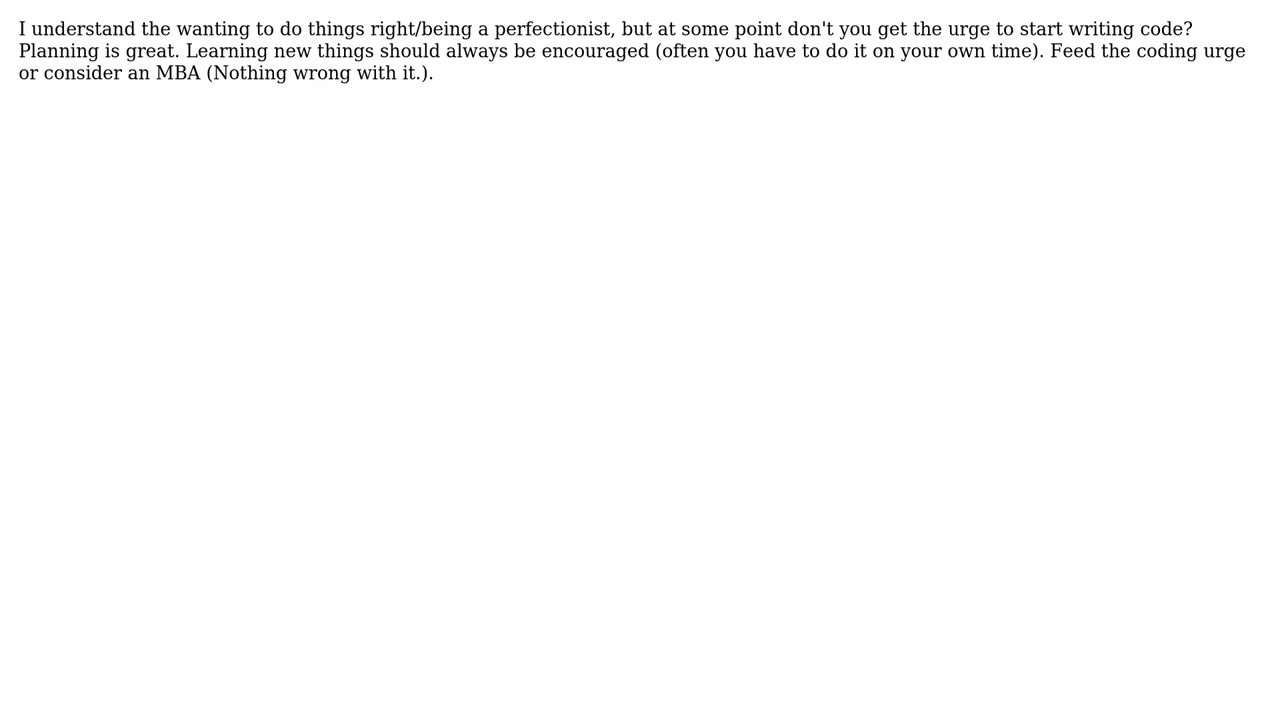 I understand the wanting to do things right/being a perfectionist, but at some point don't you get the urge to start writing code?
Planning is great. Learning new things should always be encouraged (often you have to do it on your own time). Feed the coding urge
or consider an MBA (Nothing wrong with it.).